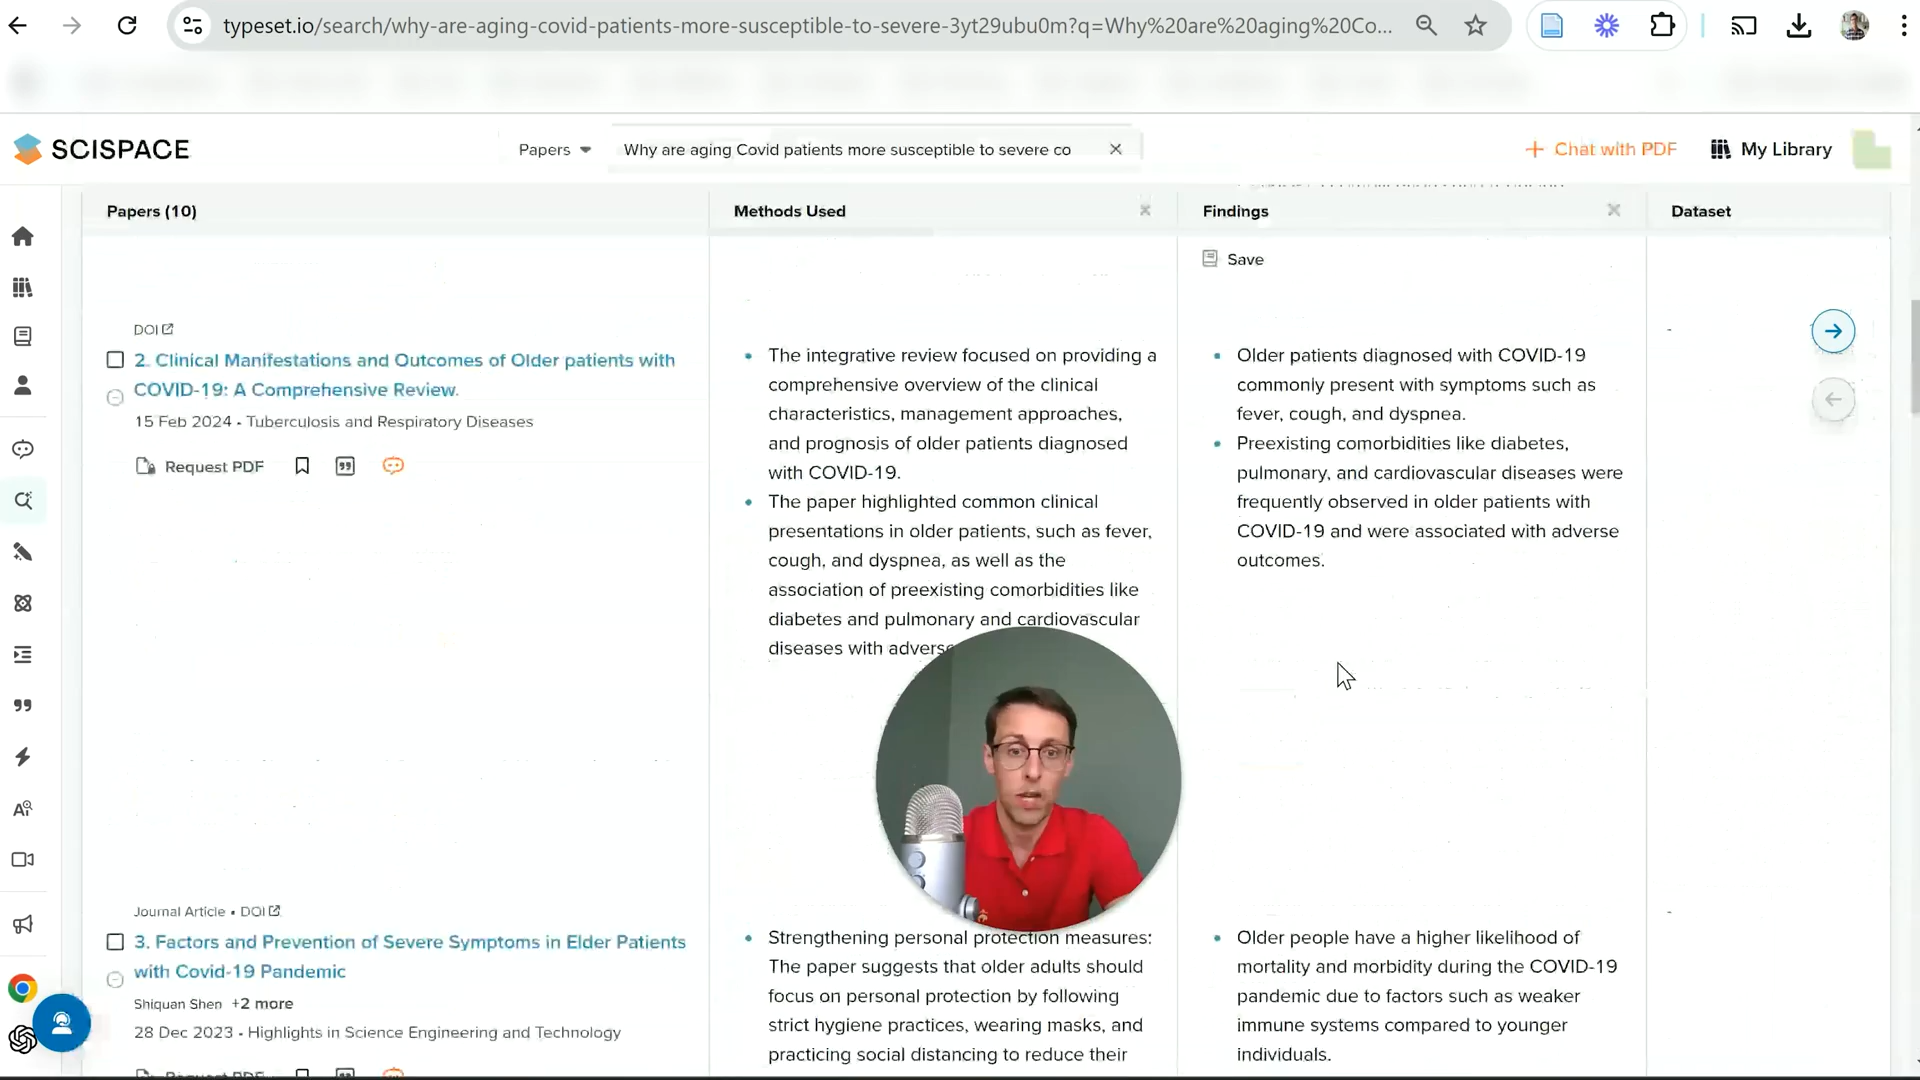 typeset.io/search/why-are-aging-covid-patients-more-susceptible-to-severe-3yt29ubu0m?q=Why%20are%20aging%20Co...
SCISPACE
Papers
Why are aging Covid patients more susceptible to severe co
Chat with PDF
My Library
Papers (10)
Methods Used
Findings
Dataset
Save
DOI
2. Clinical Manifestations and Outcomes of Older patients with
COVID-19: A Comprehensive Review.
15 Feb 2024 • Tuberculosis and Respiratory Diseases
Request PDF
• The integrative review focused on providing a
comprehensive overview of the clinical
characteristics, management approaches,
and prognosis of older patients diagnosed
with COVID-19.
• The paper highlighted common clinical
presentations in older patients, such as fever,
cough, and dyspnea, as well as the
association of preexisting comorbidities like
diabetes and pulmonary and cardiovascular
diseases with adverse
• Older patients diagnosed with COVID-19
commonly present with symptoms such as
fever, cough, and dyspnea.
• Preexisting comorbidities like diabetes,
pulmonary, and cardiovascular diseases were
frequently observed in older patients with
COVID-19 and were associated with adverse
outcomes.
-
Journal Article • DOI
3. Factors and Prevention of Severe Symptoms in Elder Patients
with Covid-19 Pandemic
Shiquan Shen +2 more
28 Dec 2023 • Highlights in Science Engineering and Technology
Request PDF
• Strengthening personal protection measures:
The paper suggests that older adults should
focus on personal protection by following
strict hygiene practices, wearing masks, and
practicing social distancing to reduce their
• Older people have a higher likelihood of
mortality and morbidity during the COVID-19
pandemic due to factors such as weaker
immune systems compared to younger
individuals.
-